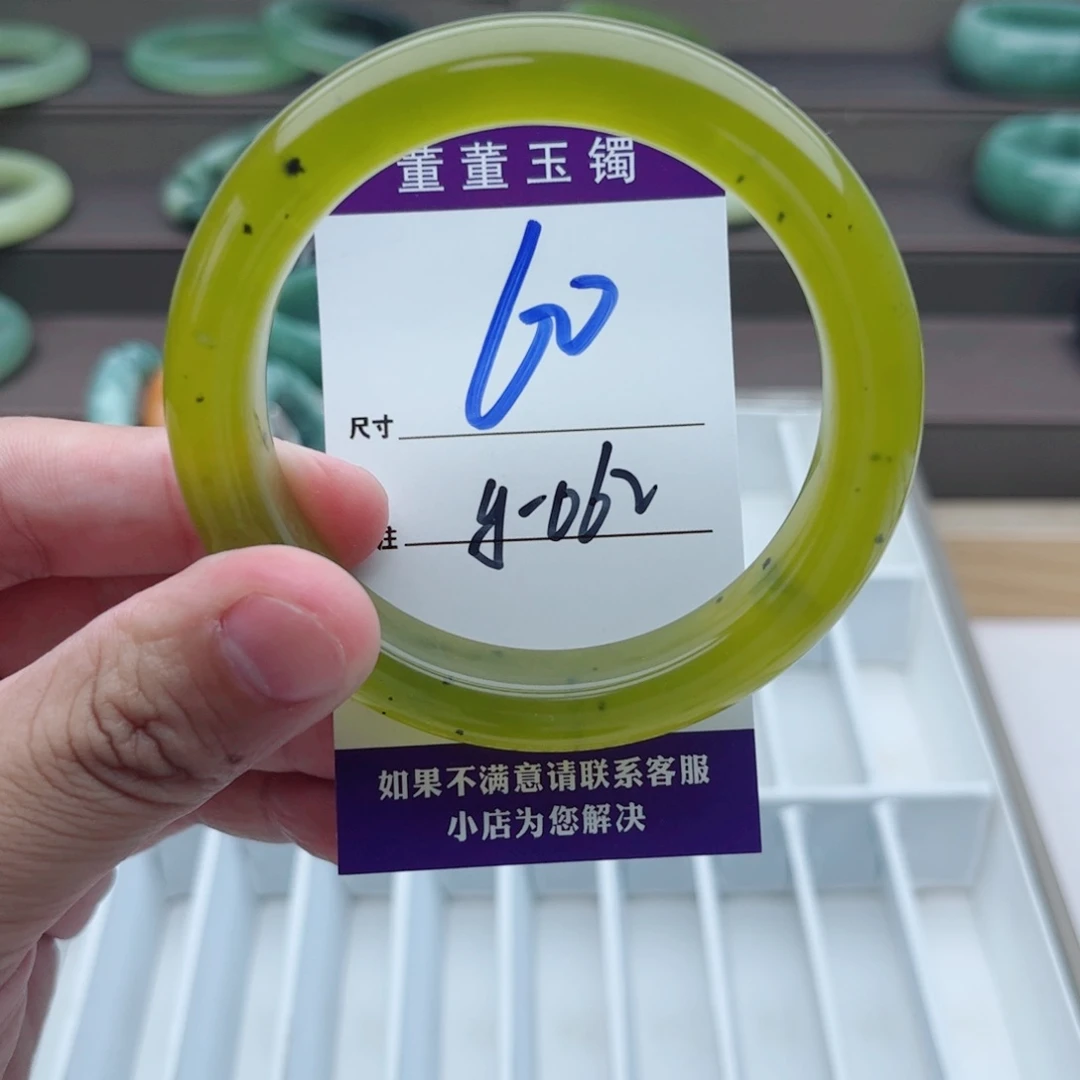 董董玉镯
60
尺寸
注 y-062
如果不满意请联系客服
小店为您解决